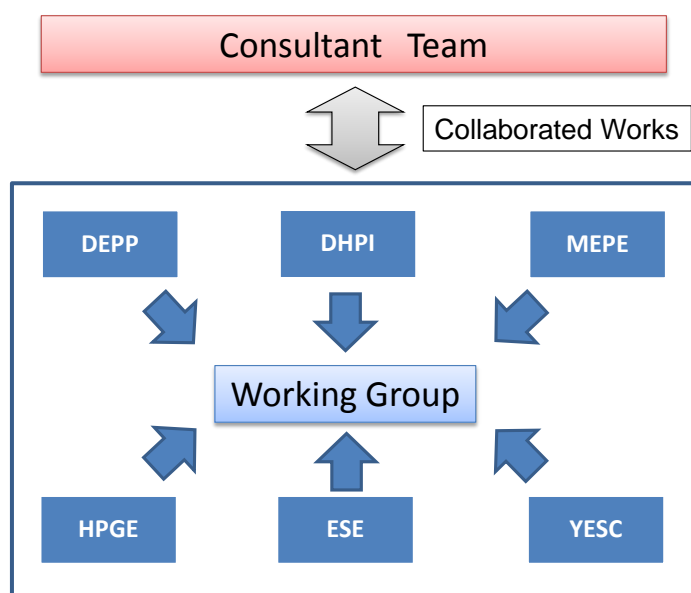 Consultant Team
Collaborated Works
DEPP
DHPI
MEPE
Working Group
HPGE
ESE
YESC